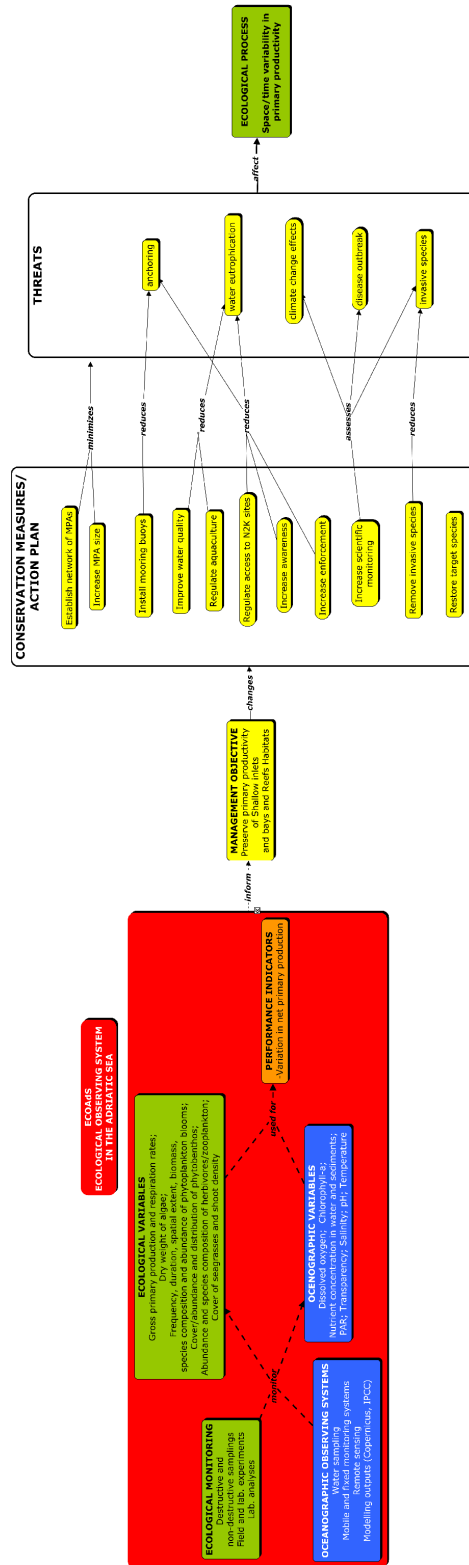 ECOAdS
ECOLOGICAL OBSERVING SYSTEM
IN THE ADRIATIC SEA
ECOLOGICAL MONITORING
Destructive and
non-destructive samplings
Field and lab. experiments
Lab. analyses
OCEANOGRAPHIC OBSERVING SYSTEMS
Water sampling
Mobile and fixed monitoring systems
Remote sensing
Modelling outputs (Copernicus, IPCC)
monitor
ECOLOGICAL VARIABLES
Gross primary production and respiration rates;
Dry weight of algae;
Frequency, duration, spatial extent, biomass,
species composition and abundance of phytoplankton blooms;
Cover/abundance and distribution of phytobenthos;
Abundance and species composition of herbivores/zooplankton;
Cover of seagrasses and shoot density
OCENOGRAPHIC VARIABLES
Dissolved oxygen; Chlorophyll-a;
Nutrient concentration in water and sediments;
PAR; Transparency; Salinity; pH; Temperature
used for
PERFORMANCE INDICATORS
-Variation in net primary production
inform
MANAGEMENT OBJECTIVE
Preserve primary productivity
of Shallow inlets
and bays and Reefs Habitats
changes
CONSERVATION MEASURES/
ACTION PLAN
Establish network of MPAs
Increase MPA size
Install mooring buoys
Improve water quality
Regulate aquaculture
Regulate access to N2K sites
Increase awareness
Increase enforcement
Increase scientific
monitoring
Remove invasive species
Restore target species
minimizes
reduces
reduces
reduces
assesses
reduces
THREATS
anchoring
water eutrophication
climate change effects
disease outbreak
invasive species
affect
ECOLOGICAL PROCESS
Space/time variability in
primary productivity